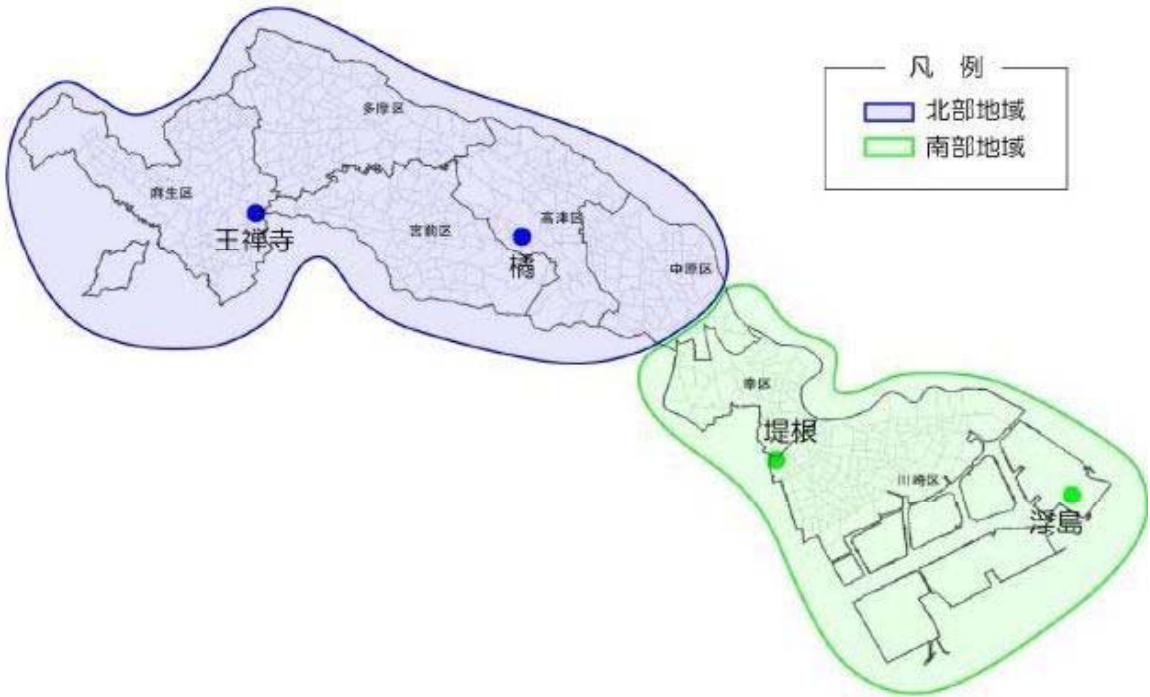 凡 例
北部地域
南部地域
多摩区
麻生区
王禅寺
宮前区
高津区
橘
中原区
幸区
堤根
川崎区
浮島